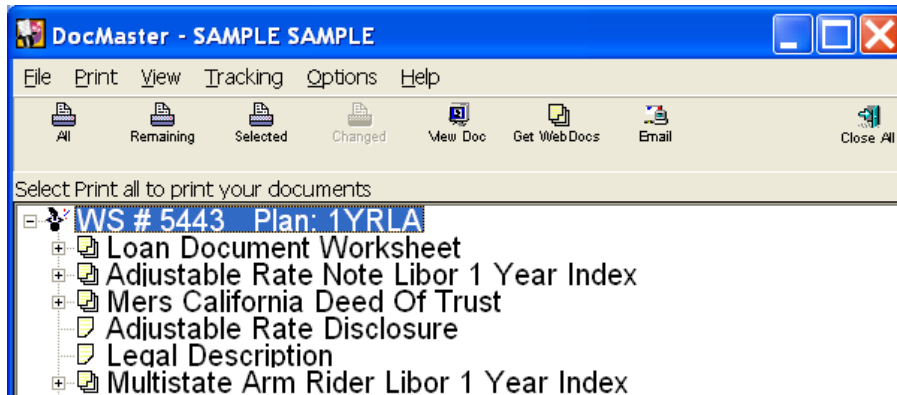 DocMaster - SAMPLE SAMPLE
File Print View Tracking Options Help
All Remaining Selected Changed View Doc Get WebDocs Email Close All
Select Print all to print your documents
WS # 5443 Plan: 1YRLA
Loan Document Worksheet
Adjustable Rate Note Libor 1 Year Index
Mers California Deed Of Trust
Adjustable Rate Disclosure
Legal Description
Multistate Arm Rider Libor 1 Year Index